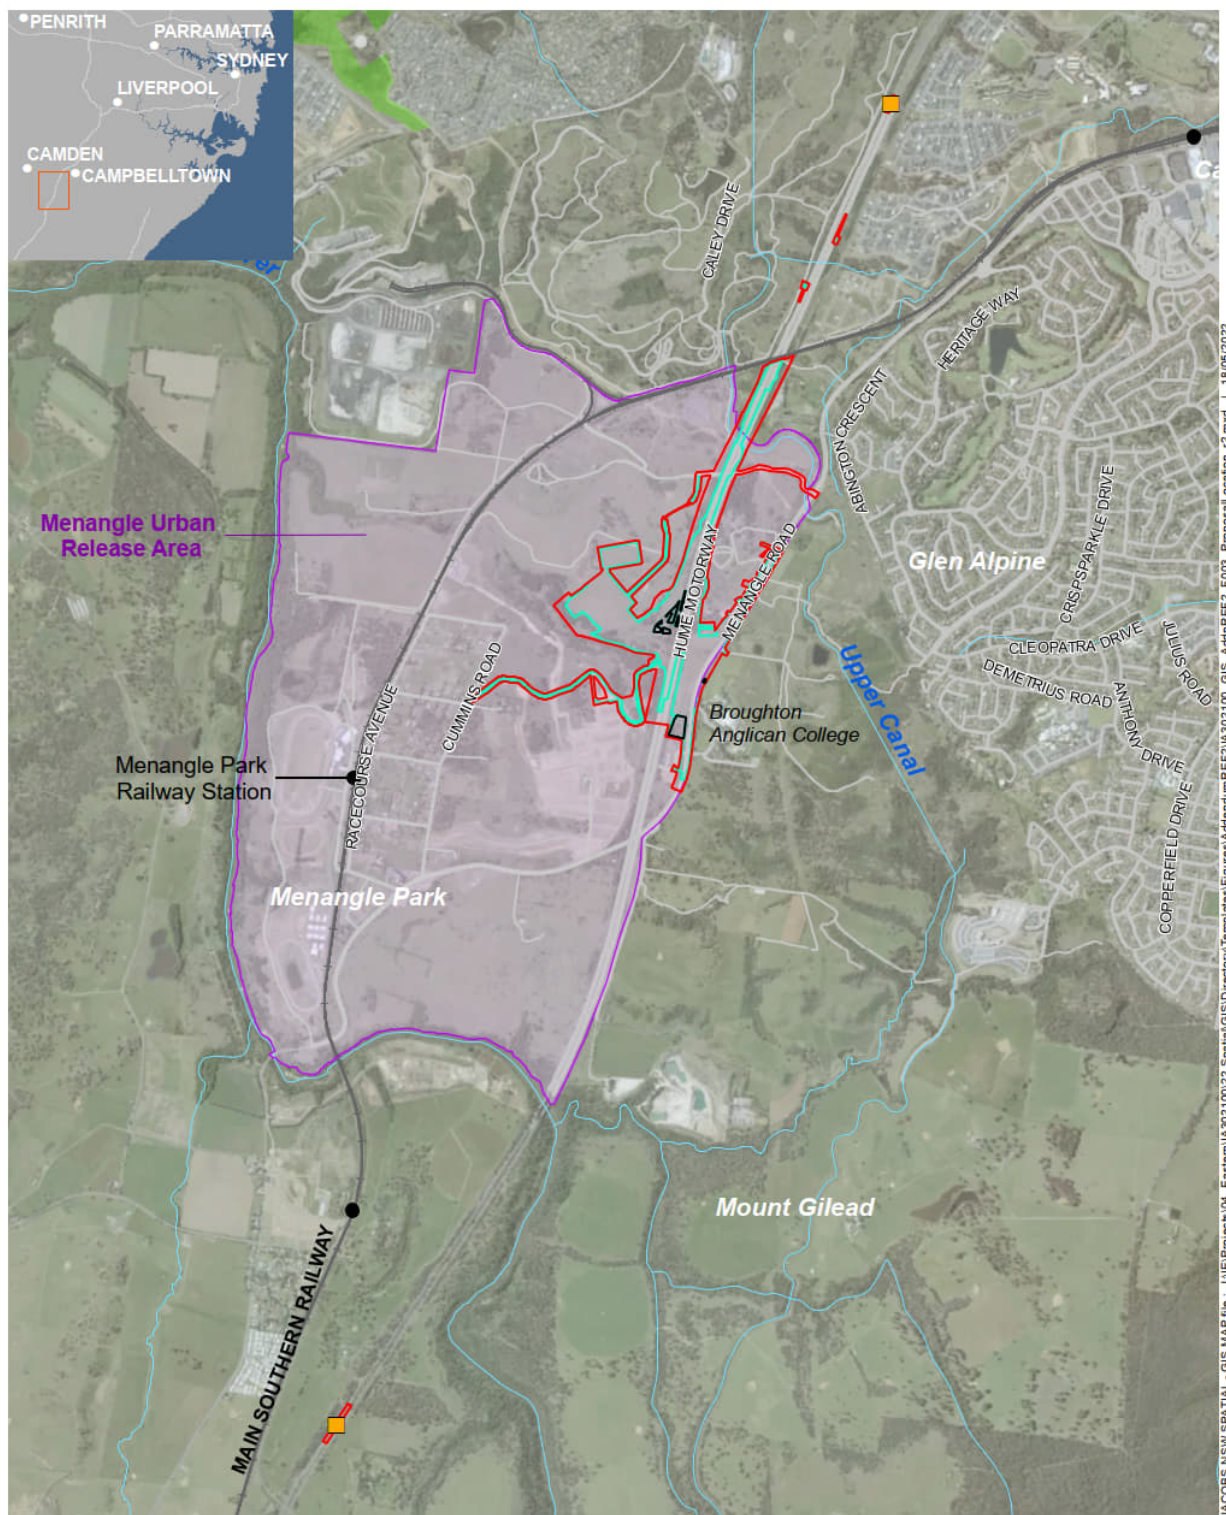 PENRITH
PARRAMATTA
SYDNEY
LIVERPOOL
CAMDEN
CAMPBELLTOWN
CALEY DRIVE
HERITAGE WAY
ABINGTON CRESCENT
Menangle Urban
Release Area
HUME MOTORWAY
MENANGLE ROAD
Glen Alpine
CRISPSPARKLE DRIVE
CLEOPATRA DRIVE
JULIUS ROAD
DEMETRIUS ROAD
ANTHONY DRIVE
Upper Canal
CUMMINS ROAD
Broughton
Anglican College
RACECOURSE AVENUE
Menangle Park
Railway Station
COPPERFIELD DRIVE
Menangle Park
Mount Gilead
MAIN SOUTHERN RAILWAY